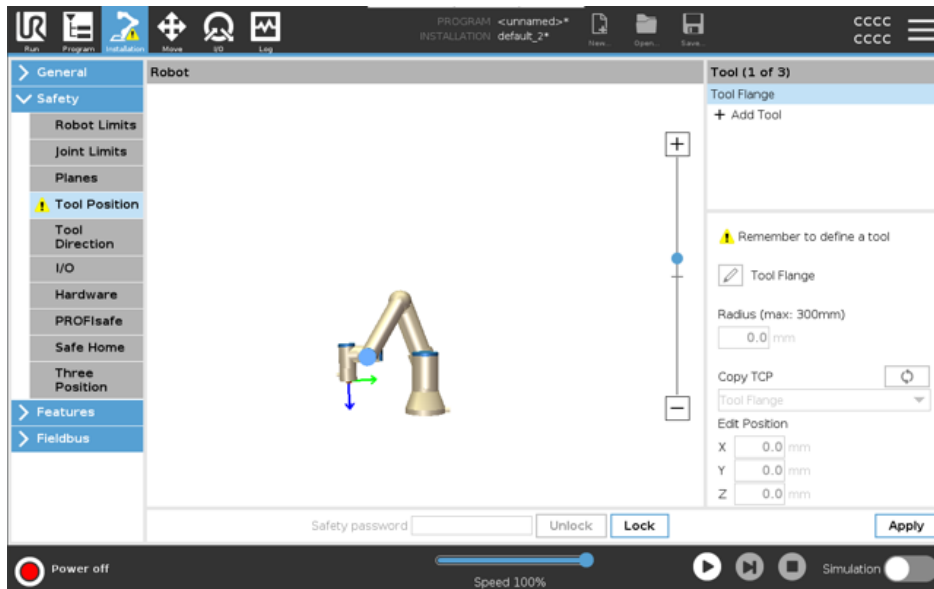 PROGRAM <unnamed>*
INSTALLATION default_2*
CCCC
CCCC
UR
Run
Program
Installation
Move
I/O
Log
New...
Open...
Save...
General
Safety
Robot Limits
Joint Limits
Planes
Tool Position
Tool
Direction
I/O
Hardware
PROFIsafe
Safe Home
Three
Position
Features
Fieldbus
Robot
Tool (1 of 3)
Tool Flange
+ Add Tool
Remember to define a tool
Tool Flange
Radius (max: 300mm)
0.0 mm
Copy TCP
Tool Flange
Edit Position
X 0.0 mm
Y 0.0 mm
Z 0.0 mm
Safety password
Unlock
Lock
Apply
Power off
Speed 100%
Simulation